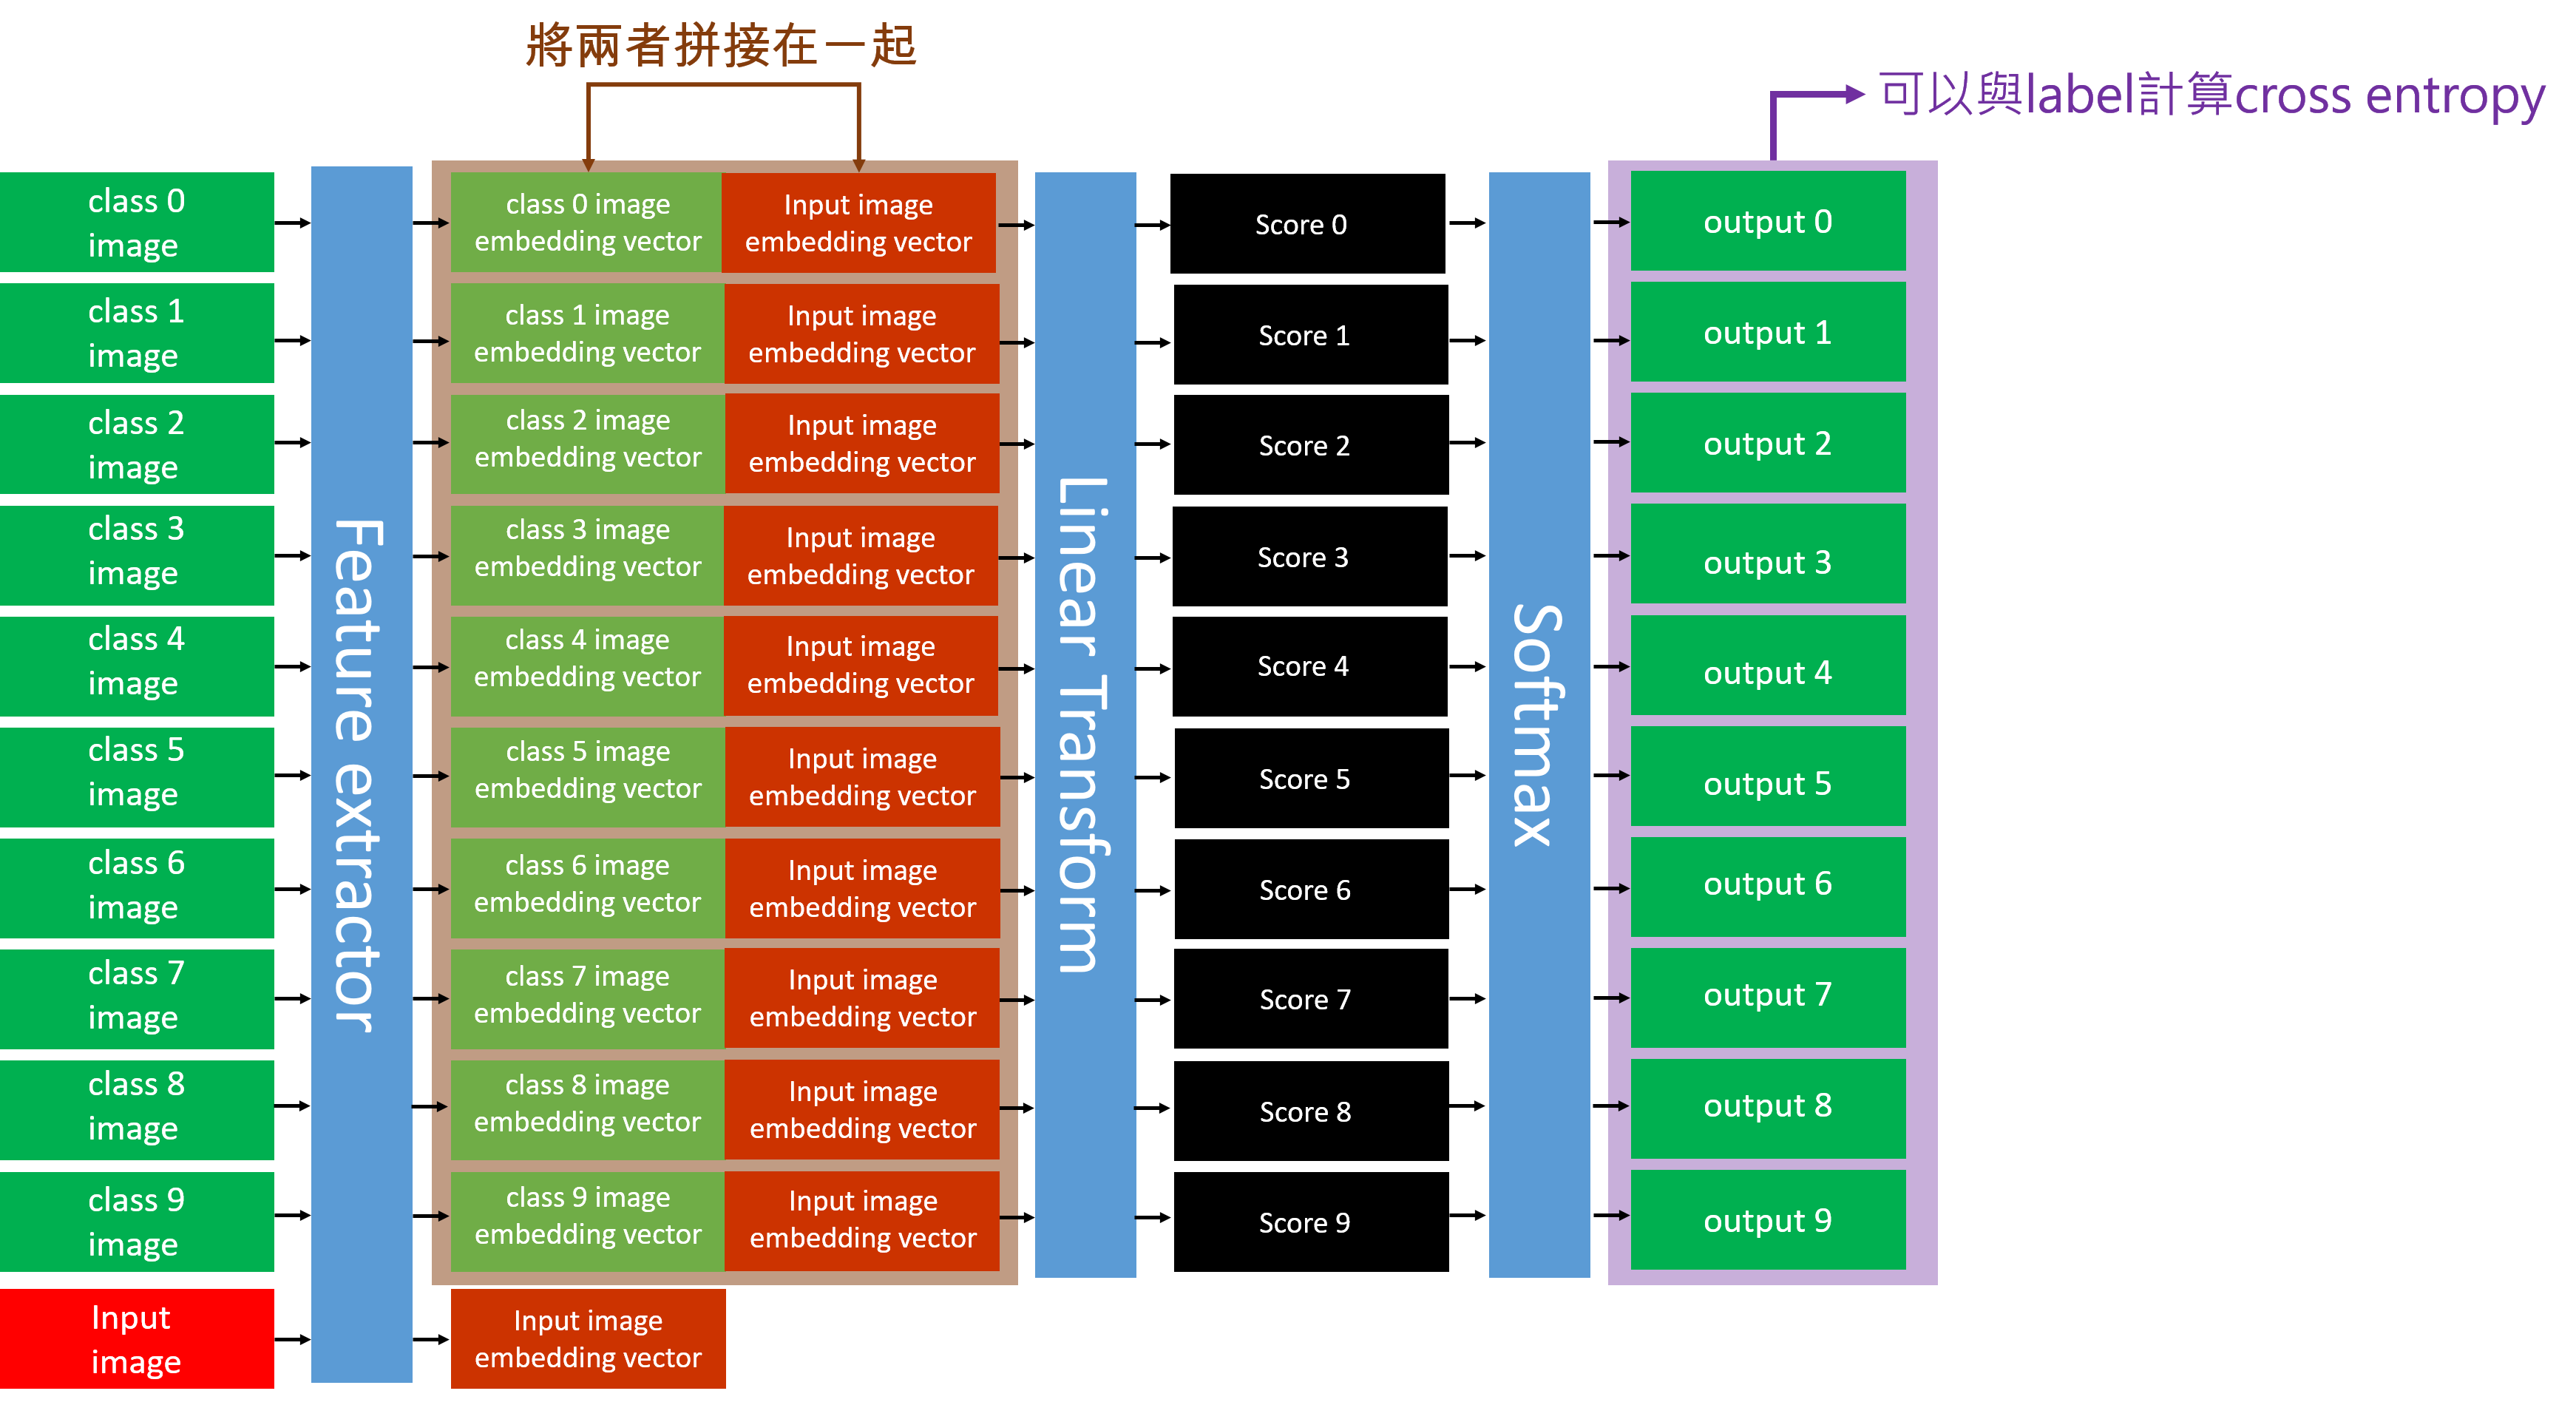 將兩者拼接在一起
可以與label計算cross entropy
class 0
image
class 1
image
class 2
image
class 3
image
class 4
image
class 5
image
class 6
image
class 7
image
class 8
image
class 9
image
Input
image
Feature extractor
class 0 image
embedding vector
Input image
embedding vector
class 1 image
embedding vector
Input image
embedding vector
class 2 image
embedding vector
Input image
embedding vector
class 3 image
embedding vector
Input image
embedding vector
class 4 image
embedding vector
Input image
embedding vector
class 5 image
embedding vector
Input image
embedding vector
class 6 image
embedding vector
Input image
embedding vector
class 7 image
embedding vector
Input image
embedding vector
class 8 image
embedding vector
Input image
embedding vector
class 9 image
embedding vector
Input image
embedding vector
Input image
embedding vector
Linear Transform
Score 0
Score 1
Score 2
Score 3
Score 4
Score 5
Score 6
Score 7
Score 8
Score 9
Softmax
output 0
output 1
output 2
output 3
output 4
output 5
output 6
output 7
output 8
output 9